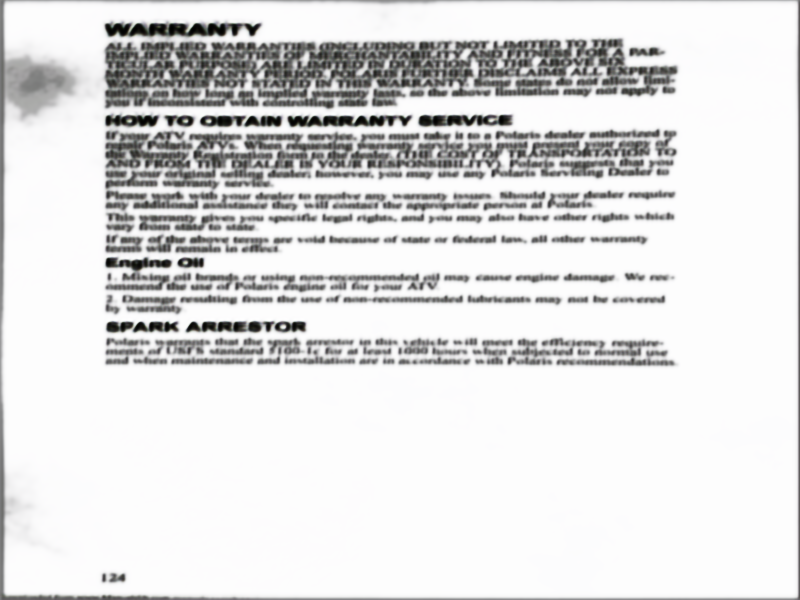 WARRANTY
ALL IMPLIED WARRANTIES (INCLUDING BUT NOT LIMITED TO THE
IMPLIED WARRANTIES OF MERCHANTABILITY AND FITNESS FOR A PAR-
TICULAR PURPOSE) ARE LIMITED IN DURATION TO THE ABOVE SIX
MONTH WARRANTY PERIOD. POLARIS FURTHER DISCLAIMS ALL EXPRESS
WARRANTIES NOT STATED IN THIS WARRANTY. Some states do not allow limi-
tations on how long an implied warranty lasts, so the above limitation may not apply to
you if inconsistent with controlling state law.
HOW TO OBTAIN WARRANTY SERVICE
If your ATV requires warranty service, you must take it to a Polaris dealer authorized to
repair Polaris ATVs. When requesting warranty service you must present your copy of
the Warranty Registration form to the dealer. (THE COST OF TRANSPORTATION TO
AND FROM THE DEALER IS YOUR RESPONSIBILITY). Polaris suggests that you
use your original selling dealer; however, you may use any Polaris Servicing Dealer to
perform warranty service.
Please work with your dealer to resolve any warranty issues. Should your dealer require
any additional assistance they will contact the appropriate person at Polaris.
This warranty gives you specific legal rights, and you may also have other rights which
vary from state to state.
If any of the above terms are void because of state or federal law, all other warranty
terms will remain in effect.
Engine Oil
1. Mixing oil brands or using non-recommended oil may cause engine damage. We rec-
ommend the use of Polaris engine oil for your ATV.
2. Damage resulting from the use of non-recommended lubricants may not be covered
by warranty.
SPARK ARRESTOR
Polaris warrants that the spark arrestor in this vehicle will meet the efficiency require-
ments of USFS standard 5100-1c for at least 1000 hours when subjected to normal use
and when maintenance and installation are in accordance with Polaris recommendations.
124